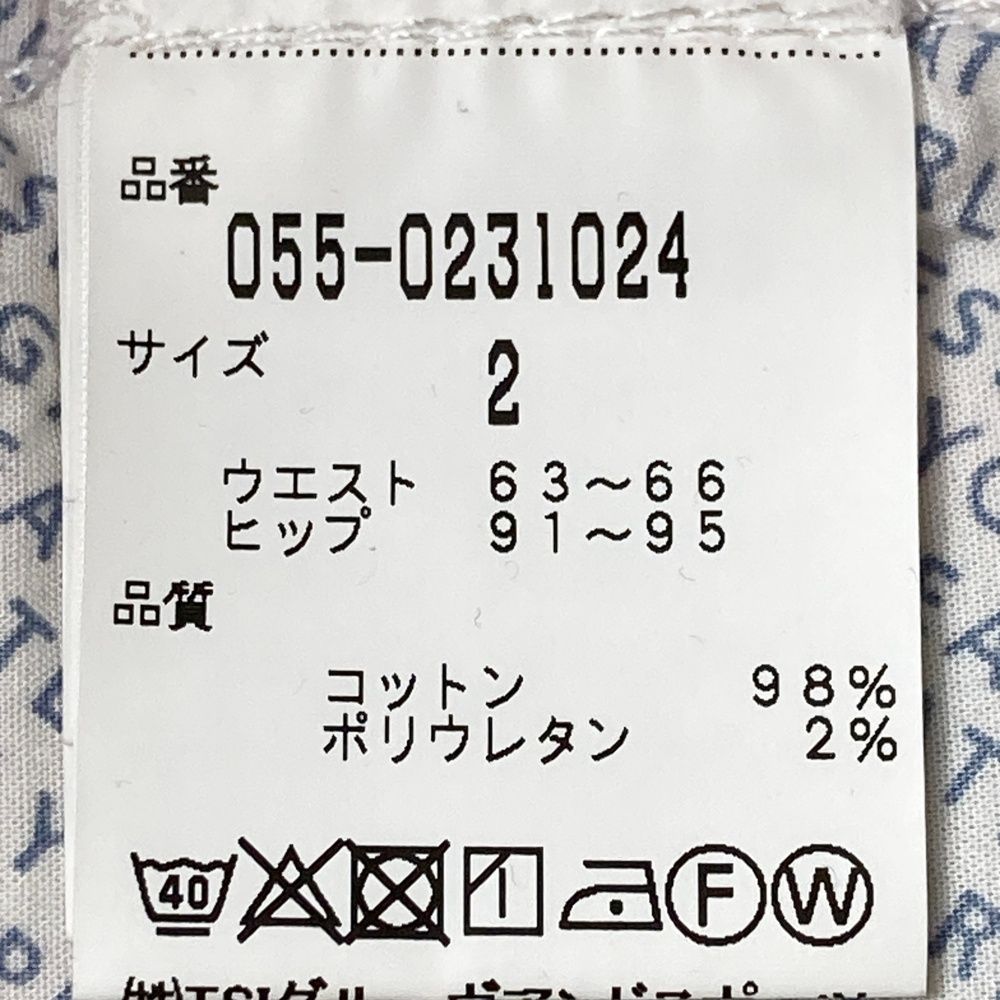 品番
055-0231024
サイズ 2
ウエスト 63～66
ヒップ 91～95
品質
コットン 98%
ポリウレタン 2%
40 F W